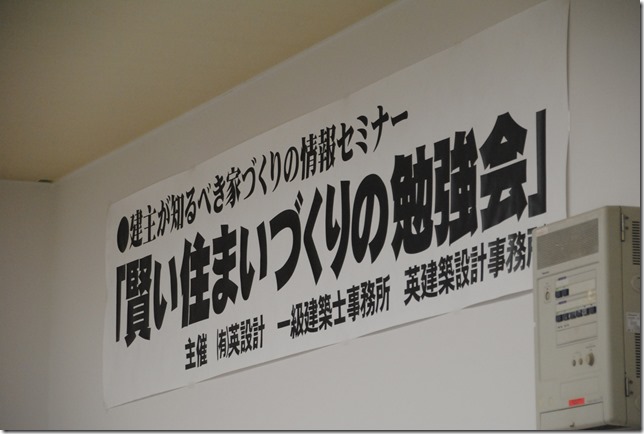 ●建主が知るべき家づくりの情報セミナー
「賢い住まいづくりの勉強会」
主催 (有)英設計 一級建築士事務所 英建築設計事務所